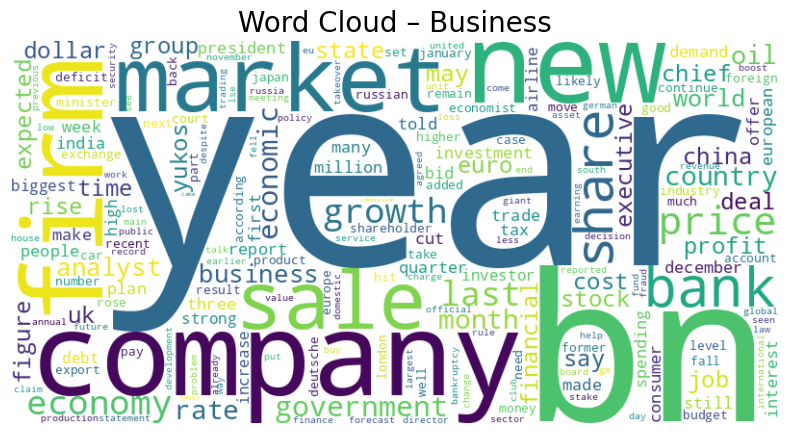 Word Cloud – Business
dollar
group
president
eu
state
set
january
united
new
demand
oil
previous
deficit
security
market
november
trading
lse
back
japan
see
takeover
russia
meeting
russian
may
remain
unit
come
likely
airline
chief
world
boost
foreign
continue
expected
minister
firm
next
court
policy
despite
fell
economist
told
loss
move
german
asset
good
european
low
week
india
exchange
yukos
part
economic
many
million
higher
agreed
case
investment
bid
added
euro
end
share
executive
offer
china
country
revenue
work
year
biggest
time
high
came
according
first
growth
trade
tax
giant
commission
less
south
earning
decision
industry
much
deal
price
house
rise
lost
main
public
record
make
recent
people
car
talk
earlier
report
service
shareholder
cut
take
quarter
investor
profit
account
analyst
number
plan
rose
business
product
result
three
strong
hit
charge
europe
domestic
sale
value
last
month
financial
reported
fund
fraud
cost
stock
december
bank
annual
future
uk
figure
company
official
rule
bn
help
former
say
need
made
board
gm
stake
spending
level
fall
consumer
global
seen
law
interest
international
debt
export
pay
development
problem
already
way
increase
put
deutsche
buy
london
largest
well
change
bankruptcy
club
job
still
budget
day
claim
economy
production
statement
rate
government
finance
forecast
director
money
sector